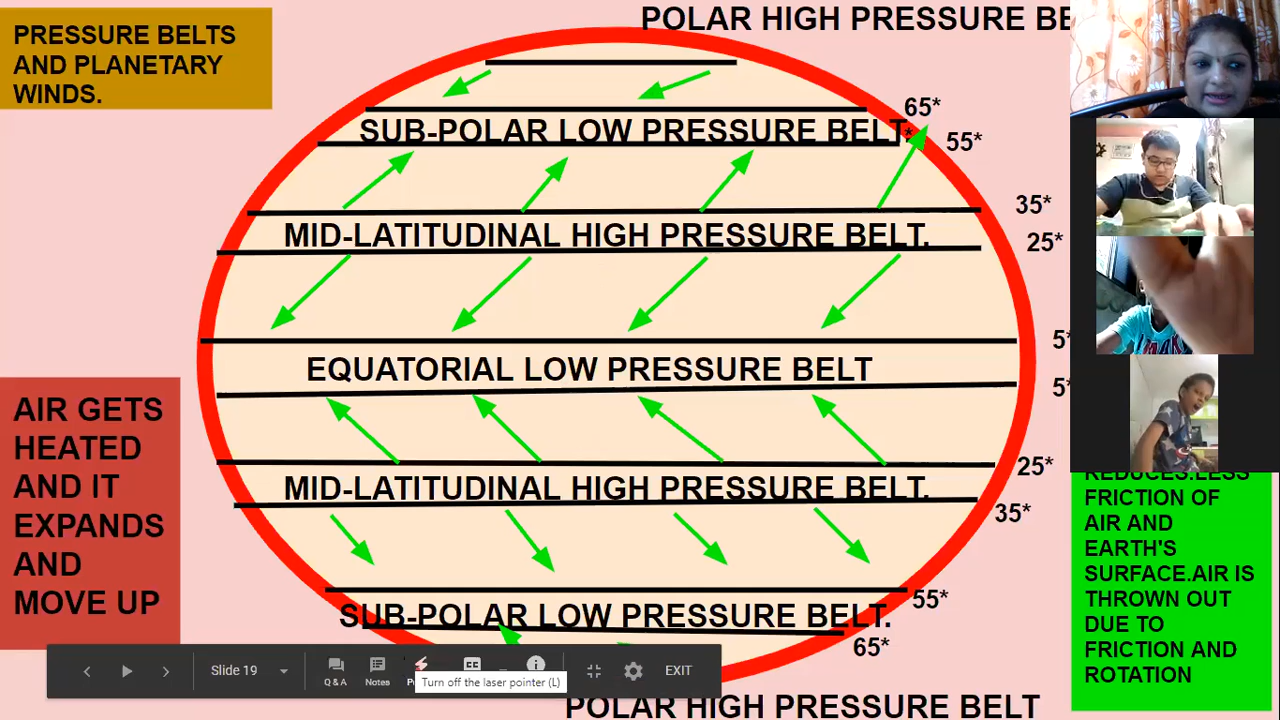 POLAR HIGH PRESSURE BE
PRESSURE BELTS
AND PLANETARY
WINDS.
65*
SUB-POLAR LOW PRESSURE BELT.*
55*
35*
MID-LATITUDINAL HIGH PRESSURE BELT.
25*
5*
EQUATORIAL LOW PRESSURE BELT
5*
AIR GETS
HEATED
AND IT
EXPANDS
AND
MOVE UP
25*
MID-LATITUDINAL HIGH PRESSURE BELT.
35*
REDUCES.LESS
FRICTION OF
AIR AND
EARTH'S
SURFACE.AIR IS
THROWN OUT
DUE TO
FRICTION AND
ROTATION
55*
SUB-POLAR LOW PRESSURE BELT.
65*
Slide 19
Q & A
Notes
CC
EXIT
Turn off the laser pointer (L)
POLAR HIGH PRESSURE BELT